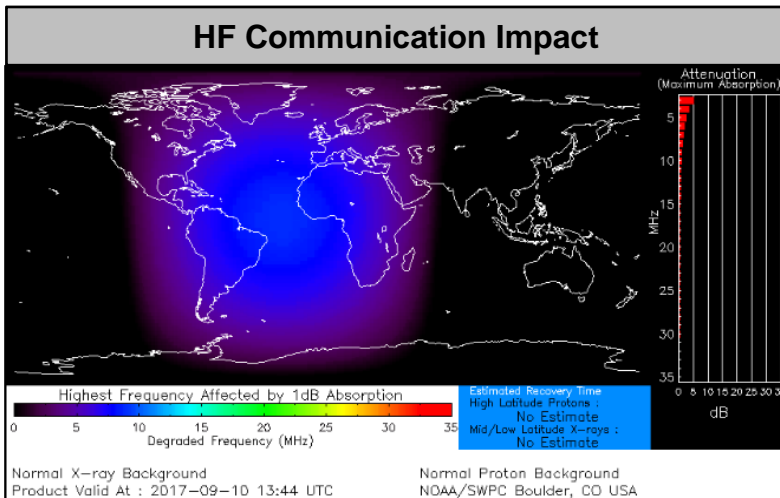 HF Communication Impact
Attenuation
(Maximum Absorption)
5
10
15
20
25
30
35
MHz
0 5 10 15 20 25 30 3
dB
Highest Frequency Affected by 1dB Absorption
0 5 10 15 20 25 30 35
Degraded Frequency (MHz)
Estimated Recovery Time
High Latitude Protons :
No Estimate
Mid/Low Latitude X-rays :
No Estimate
Normal X-ray Background
Normal Proton Background
Product Valid At : 2017-09-10 13:44 UTC
NOAA/SWPC Boulder, CO USA